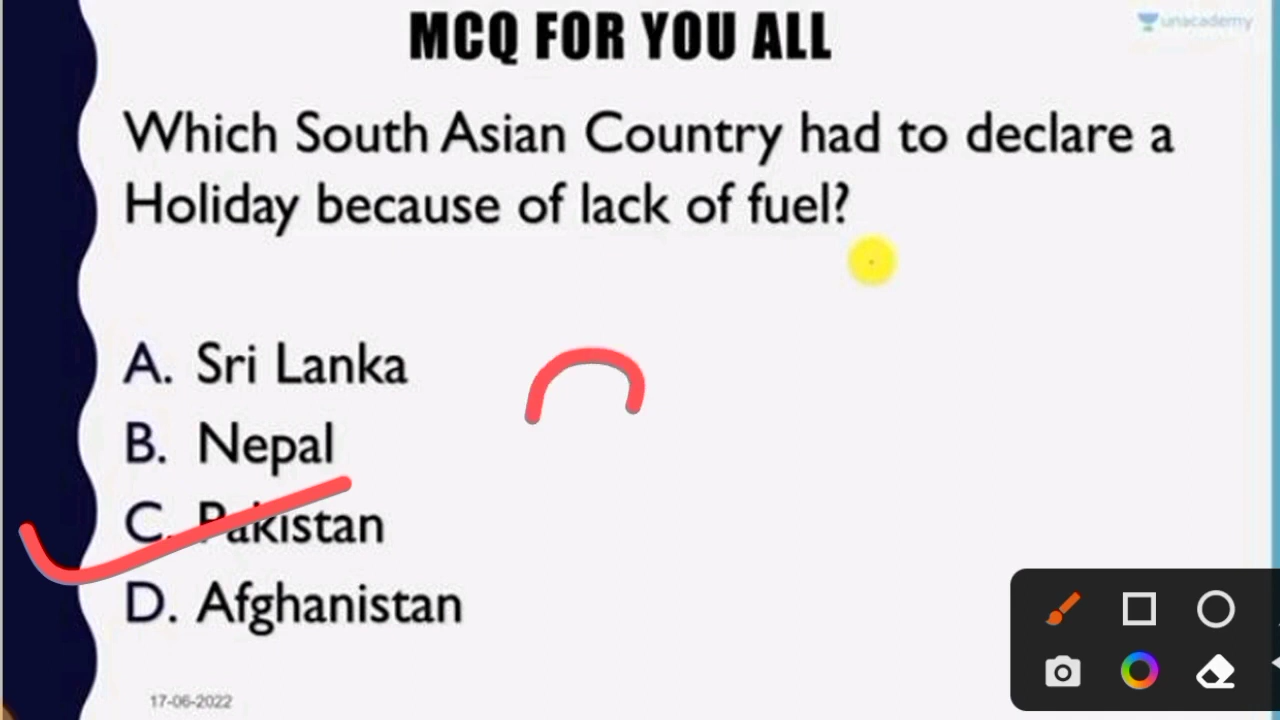 MCQ FOR YOU ALL
unacademy
Which South Asian Country had to declare a
Holiday because of lack of fuel?
A. Sri Lanka
B. Nepal
C. Pakistan
D. Afghanistan
17-06-2022